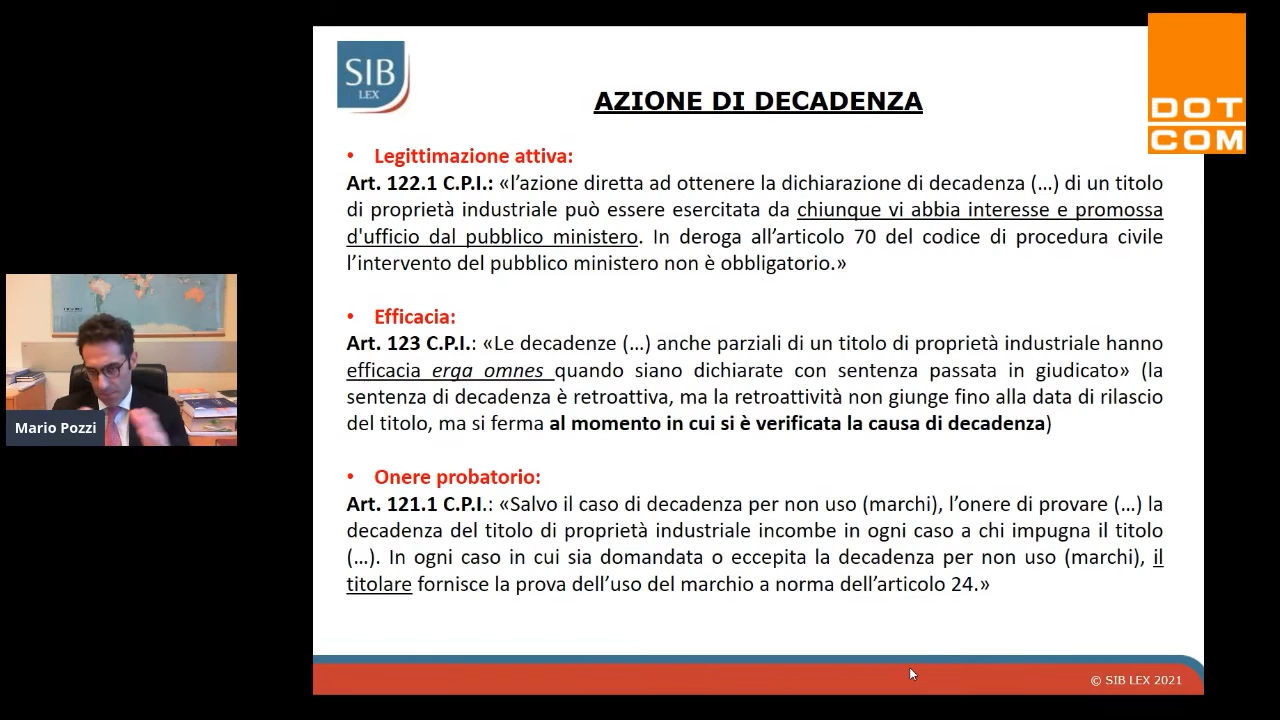 SIB
LEX
DOT
COM
AZIONE DI DECADENZA
• Legittimazione attiva:
Art. 122.1 C.P.I.: «l’azione diretta ad ottenere la dichiarazione di decadenza (…) di un titolo
di proprietà industriale può essere esercitata da chiunque vi abbia interesse e promossa
d'ufficio dal pubblico ministero. In deroga all’articolo 70 del codice di procedura civile
l’intervento del pubblico ministero non è obbligatorio.»
• Efficacia:
Art. 123 C.P.I.: «Le decadenze (…) anche parziali di un titolo di proprietà industriale hanno
efficacia erga omnes quando siano dichiarate con sentenza passata in giudicato» (la
sentenza di decadenza è retroattiva, ma la retroattività non giunge fino alla data di rilascio
del titolo, ma si ferma al momento in cui si è verificata la causa di decadenza)
• Onere probatorio:
Art. 121.1 C.P.I.: «Salvo il caso di decadenza per non uso (marchi), l’onere di provare (…) la
decadenza del titolo di proprietà industriale incombe in ogni caso a chi impugna il titolo
(…). In ogni caso in cui sia domandata o eccepita la decadenza per non uso (marchi), il
titolare fornisce la prova dell’uso del marchio a norma dell’articolo 24.»
Mario Pozzi
© SIB LEX 2021